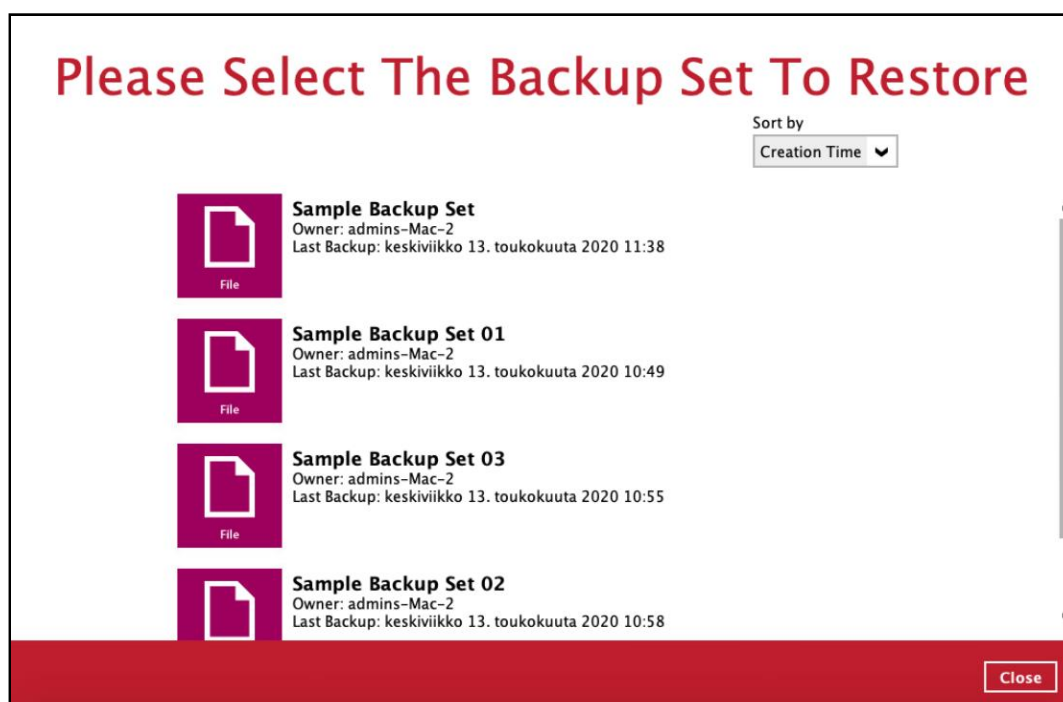 Please Select The Backup Set To Restore
Sort by
Creation Time
Sample Backup Set
Owner: admins-Mac-2
Last Backup: keskiviikko 13. toukokuuta 2020 11:38
File
Sample Backup Set 01
Owner: admins-Mac-2
Last Backup: keskiviikko 13. toukokuuta 2020 10:49
File
Sample Backup Set 03
Owner: admins-Mac-2
Last Backup: keskiviikko 13. toukokuuta 2020 10:55
File
Sample Backup Set 02
Owner: admins-Mac-2
Last Backup: keskiviikko 13. toukokuuta 2020 10:58
Close